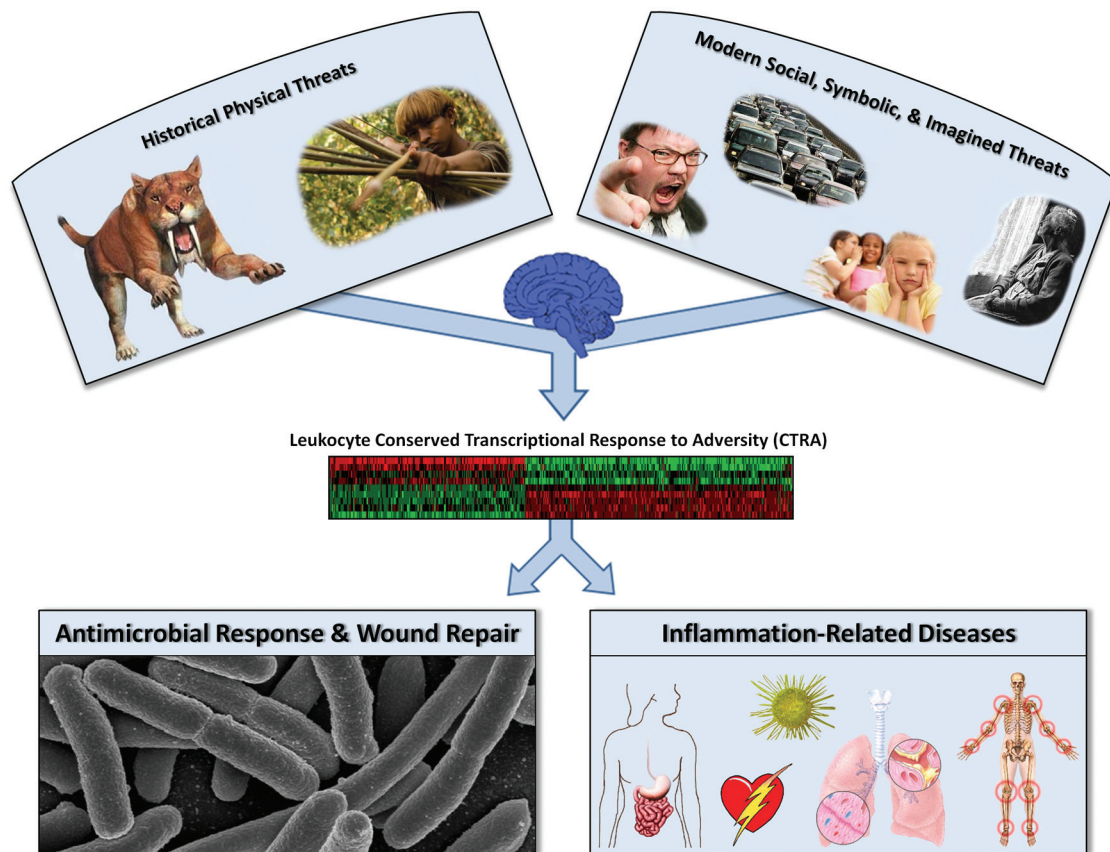 Historical Physical Threats
Modern Social, Symbolic, & Imagined Threats
Leukocyte Conserved Transcriptional Response to Adversity (CTRA)
Antimicrobial Response & Wound Repair
Inflammation-Related Diseases